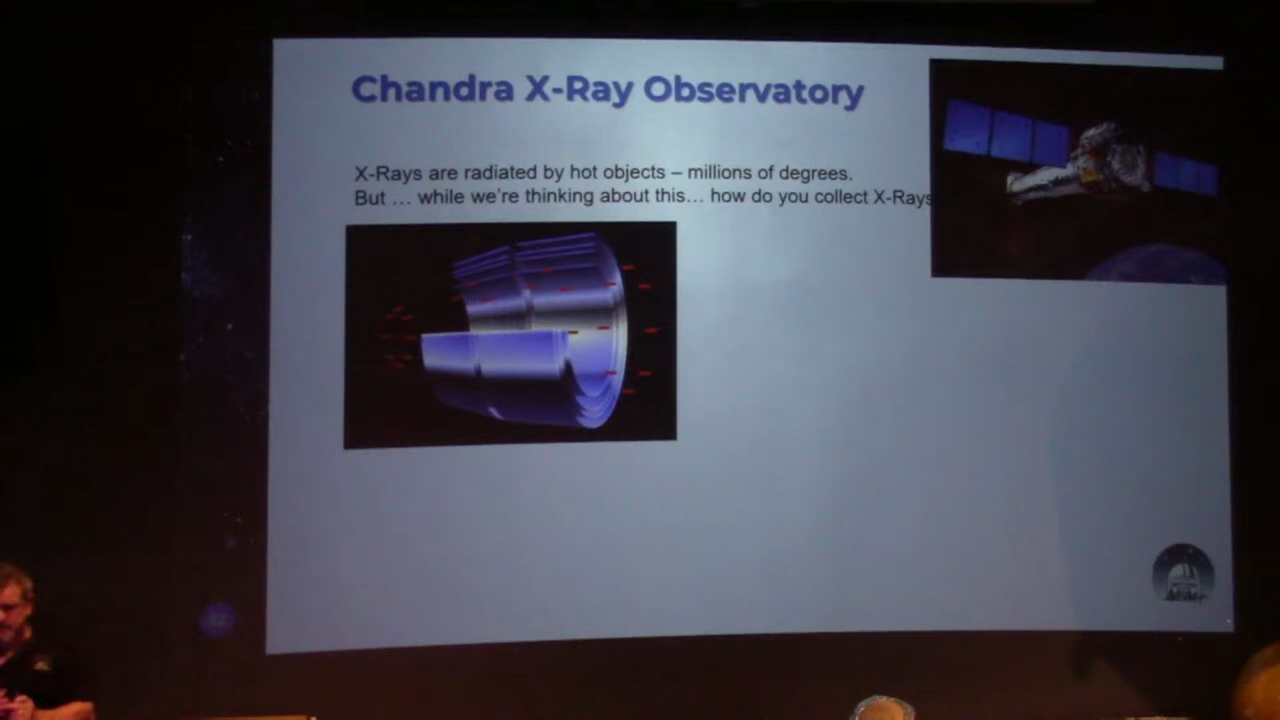 Chandra X-Ray Observatory
X-Rays are radiated by hot objects – millions of degrees.
But … while we're thinking about this… how do you collect X-Rays